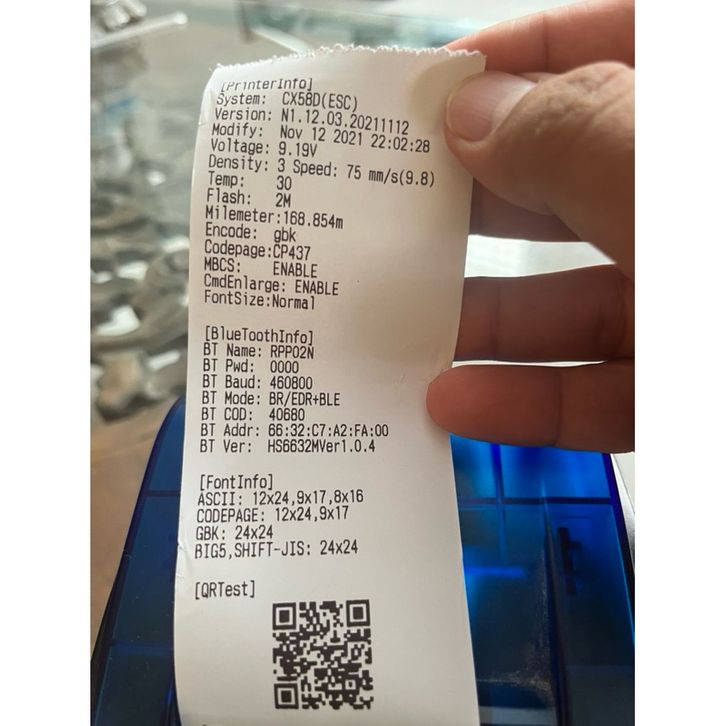 [PrinterInfo]
System: CX58D(ESC)
Version: N1.12.03.20211112
Modify: Nov 12 2021 22:02:28
Voltage: 9.19V
Density: 3 Speed: 75 mm/s(9.8)
Temp: 30
Flash: 2M
Milemeter:168.854m
Encode: gbk
Codepage:CP437
MBCS: ENABLE
CmdEnlarge: ENABLE
FontSize:Normal
[BlueToothInfo]
BT Name: RPP02N
BT Pwd: 0000
BT Baud: 460800
BT Mode: BR/EDR+BLE
BT COD: 40680
BT Addr: 66:32:C7:A2:FA:00
BT Ver: HS6632MVer1.0.4
[FontInfo]
ASCII: 12x24,9x17,8x16
CODEPAGE: 12x24,9x17
GBK: 24x24
BIG5,SHIFT-JIS: 24x24
[QRTest]